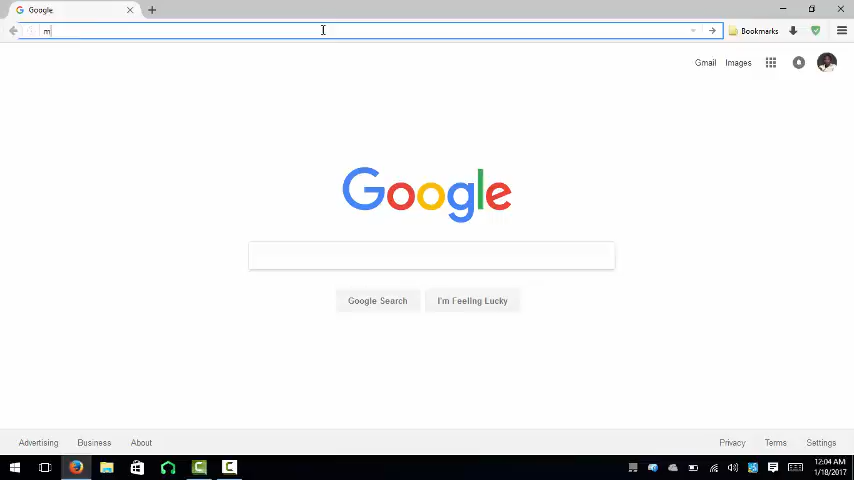 Google
m
Bookmarks
Gmail Images
Google
Google Search I'm Feeling Lucky
Advertising Business About Privacy Terms Settings
12:04 AM
1/18/2017